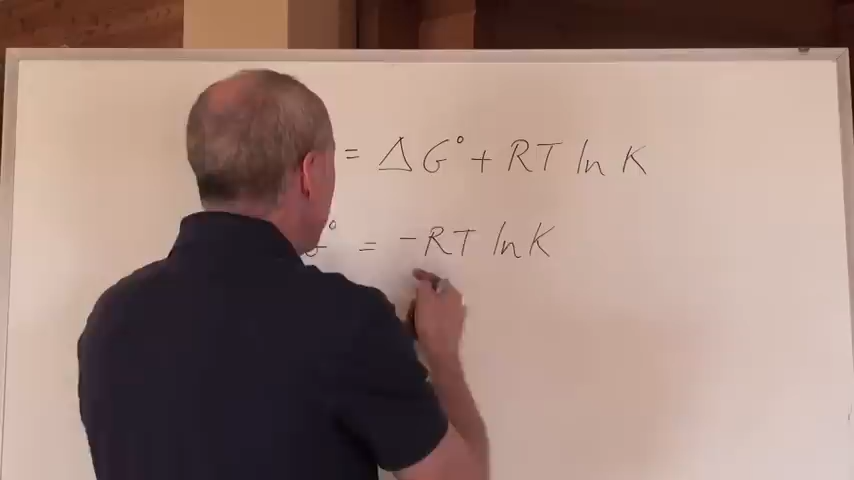 = ΔG° + RT ln K
G° = -RT ln K